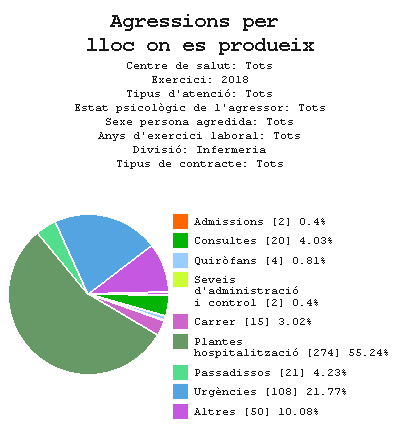 Agressions per
lloc on es produeix
Centre de salut: Tots
Exercici: 2018
Tipus d'atenció: Tots
Estat psicològic de l'agressor: Tots
Sexe persona agredida: Tots
Anys d'exercici laboral: Tots
Divisió: Infermeria
Tipus de contracte: Tots
Admissions [2] 0.4%
Consultes [20] 4.03%
Quiròfans [4] 0.81%
Seveis
d'administració
i control [2] 0.4%
Carrer [15] 3.02%
Plantes
hospitalització [274] 55.24%
Passadissos [21] 4.23%
Urgències [108] 21.77%
Altres [50] 10.08%